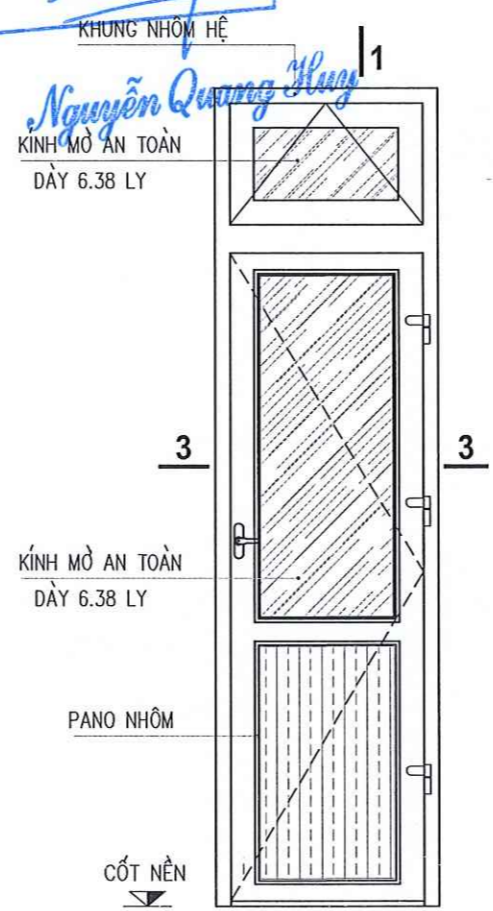 KHUNG NHÔM HỆ
1
Nguyễn Quang Huy
KÍNH MỜ AN TOÀN
DÀY 6.38 LY
3
3
KÍNH MỜ AN TOÀN
DÀY 6.38 LY
PANO NHÔM
CỐT NỀN